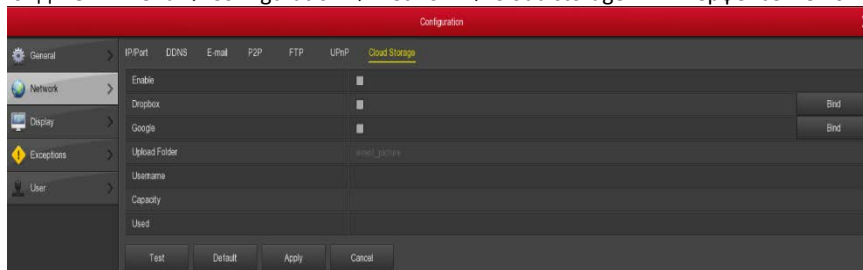 Configuration
General
IP/Port DDNS E-mail P2P FTP UPnP Cloud Storage
Enable
Network
Dropbox Bind
Display
Google Bind
Exceptions
Upload Folder event_picture
Username
User
Capacity
Used
Test Default Apply Cancel